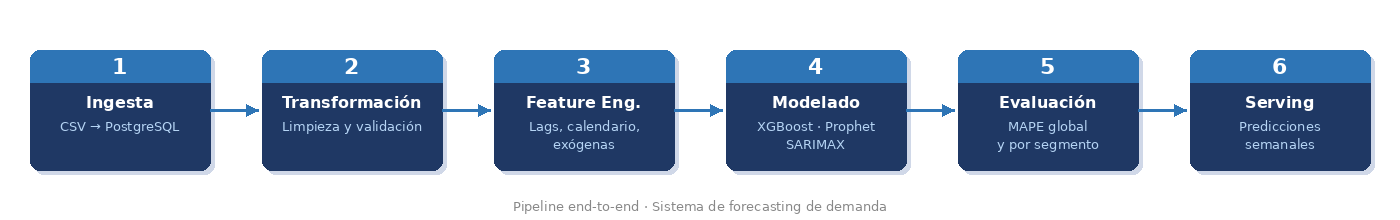 1
Ingesta
CSV → PostgreSQL
2
Transformación
Limpieza y validación
3
Feature Eng.
Lags, calendario,
exógenas
4
Modelado
XGBoost · Prophet
SARIMAX
5
Evaluación
MAPE global
y por segmento
6
Serving
Predicciones
semanales
Pipeline end-to-end · Sistema de forecasting de demanda